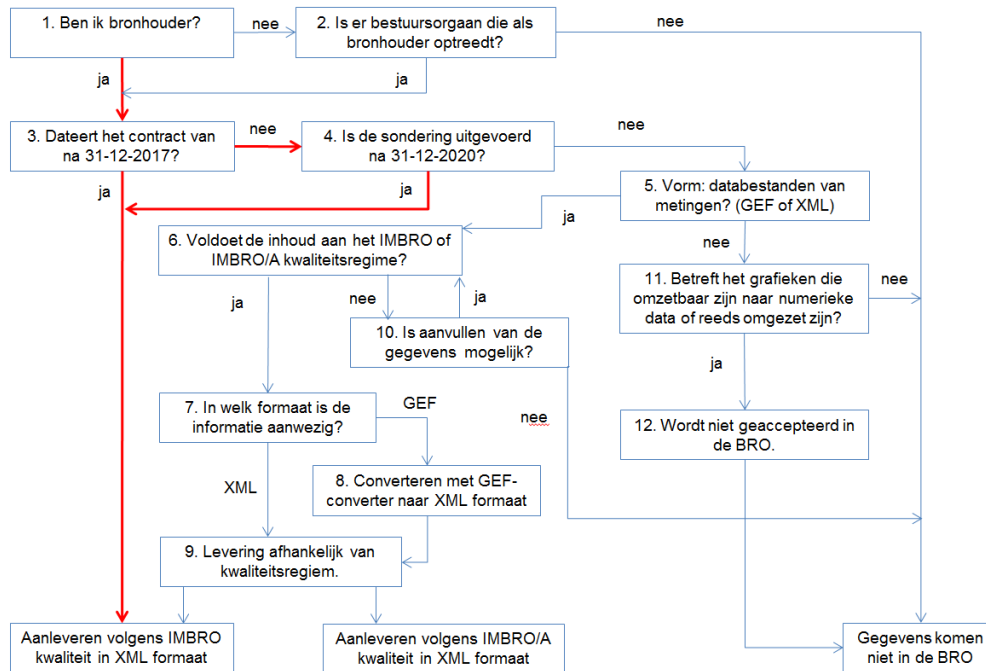 1. Ben ik bronhouder?
nee
2. Is er bestuursorgaan die als
bronhouder optreedt?
nee
ja
ja
3. Dateert het contract van
na 31-12-2017?
nee
4. Is de sondering uitgevoerd
na 31-12-2020?
nee
ja
ja
5. Vorm: databestanden van
metingen? (GEF of XML)
ja
nee
6. Voldoet de inhoud aan het IMBRO of
IMBRO/A kwaliteitsregime?
11. Betreft het grafieken die
omzetbaar zijn naar numerieke
data of reeds omgezet zijn?
nee
ja
nee
ja
10. Is aanvullen van de
gegevens mogelijk?
ja
7. In welk formaat is de
informatie aanwezig?
GEF
nee
12. Wordt niet geaccepteerd in
de BRO.
XML
8. Converteren met GEF-
converter naar XML formaat
9. Levering afhankelijk van
kwaliteitsregiem.
Aanleveren volgens IMBRO
kwaliteit in XML formaat
Aanleveren volgens IMBRO/A
kwaliteit in XML formaat
Gegevens komen
niet in de BRO